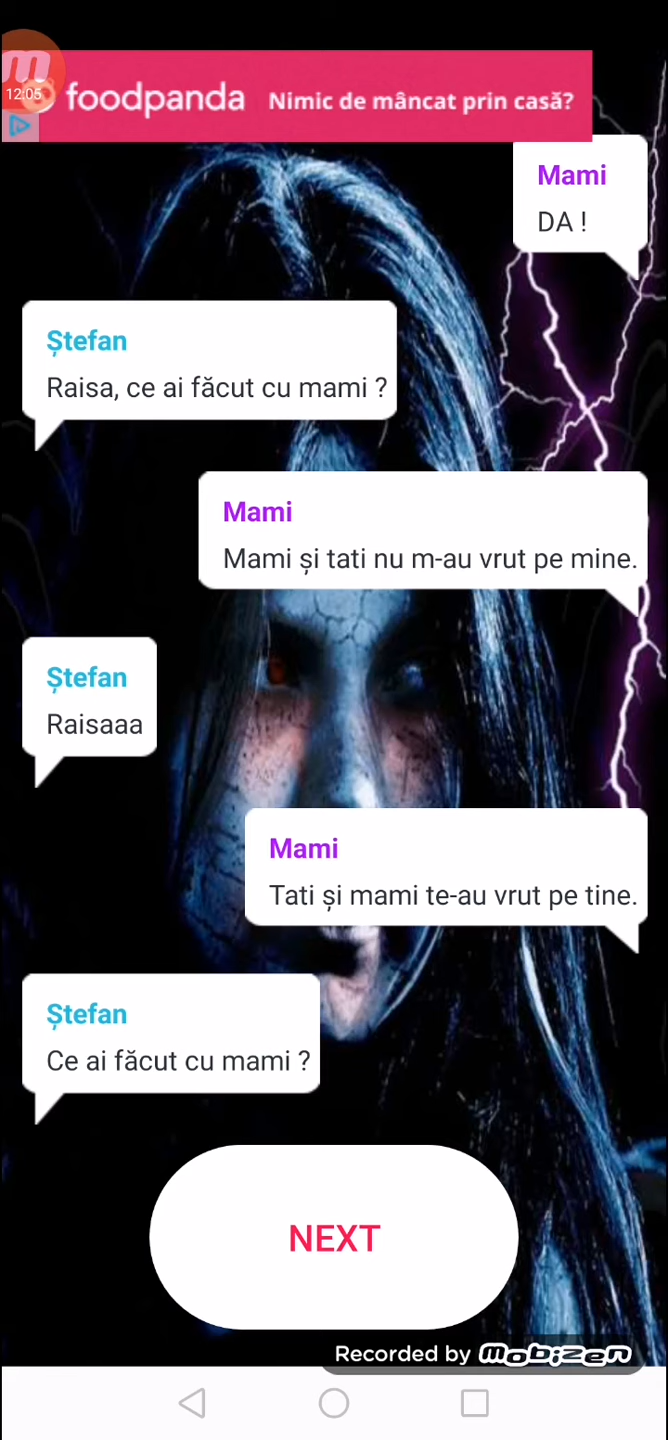 12:05
foodpanda Nimic de mâncat prin casă?
Mami
DA !
Ștefan
Raisa, ce ai făcut cu mami ?
Mami
Mami și tati nu m-au vrut pe mine.
Ștefan
Raisaaa
Mami
Tati și mami te-au vrut pe tine.
Ștefan
Ce ai făcut cu mami ?
NEXT
Recorded by mobizen